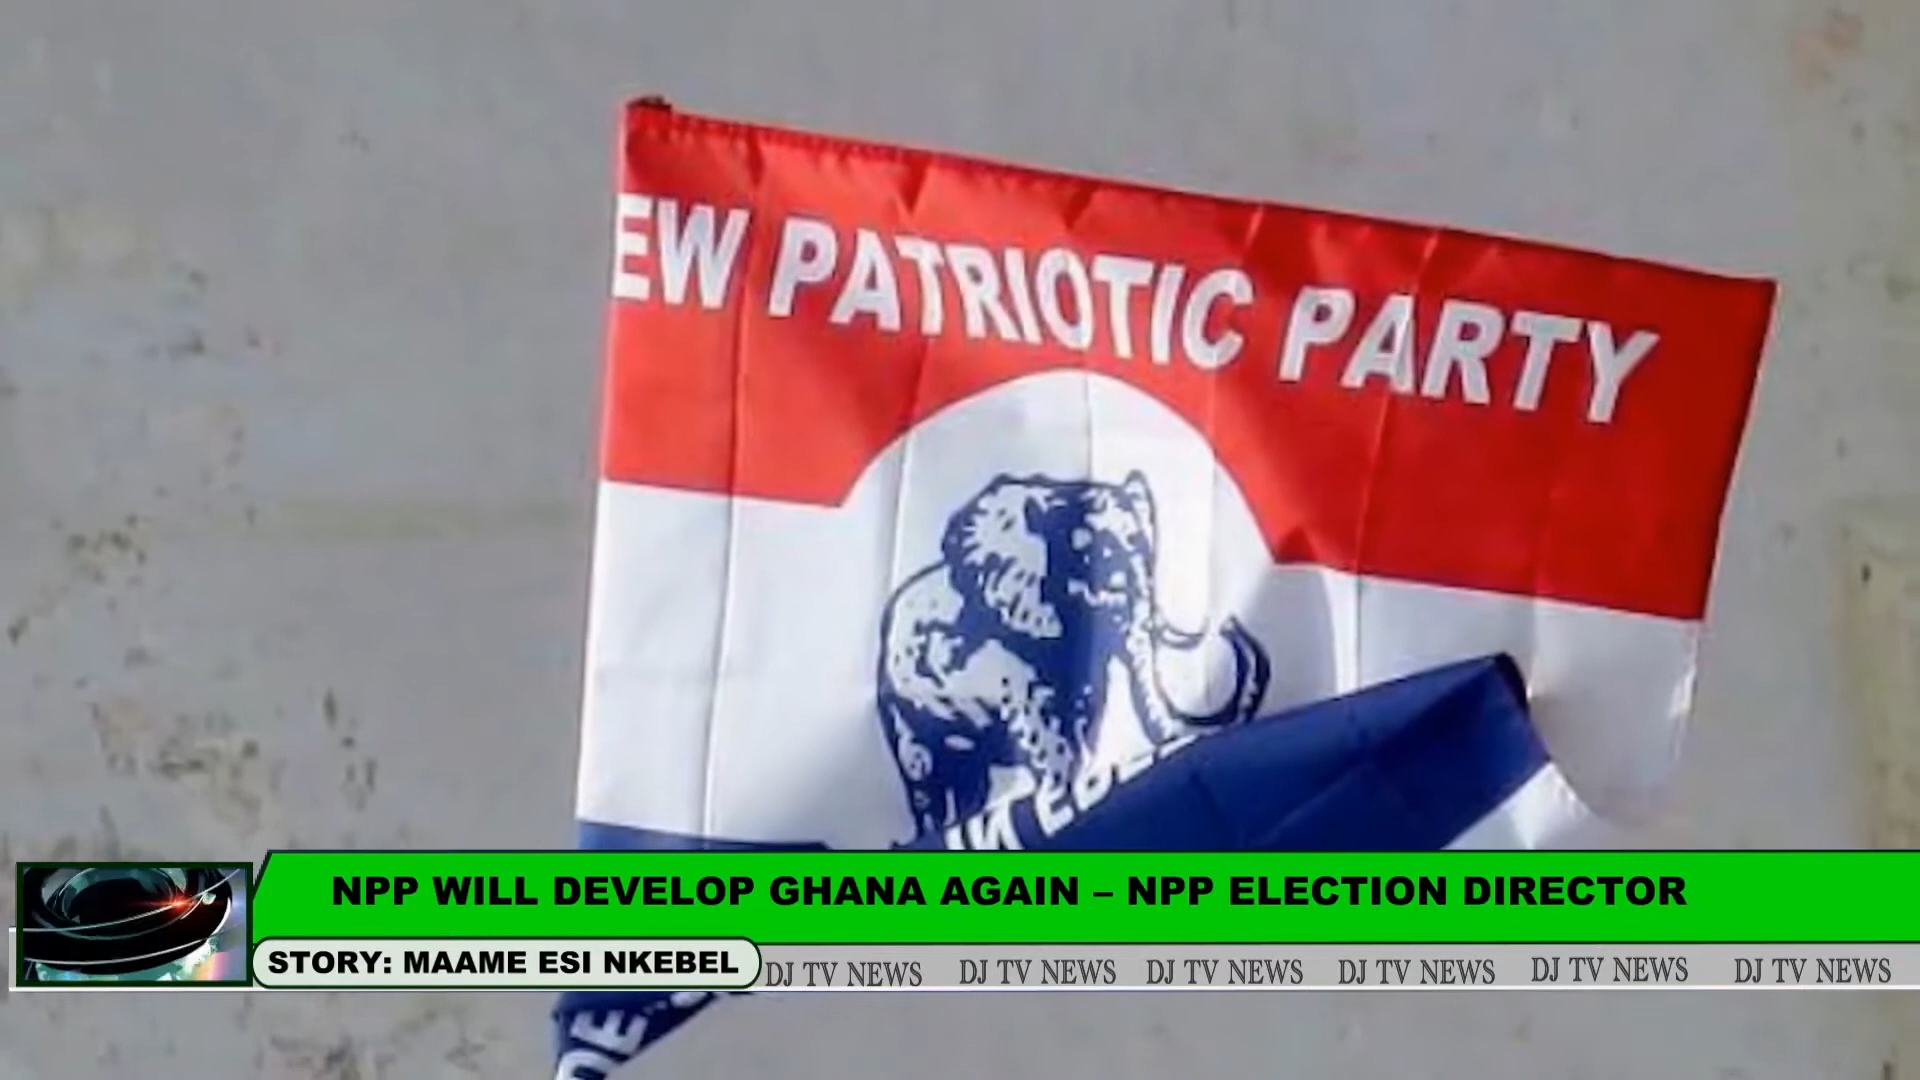 EW PATRIOTIC PARTY
NPP WILL DEVELOP GHANA AGAIN – NPP ELECTION DIRECTOR
STORY: MAAME ESI NKEBEL
DJ TV NEWS DJ TV NEWS DJ TV NEWS DJ TV NEWS DJ TV NEWS DJ TV NEWS